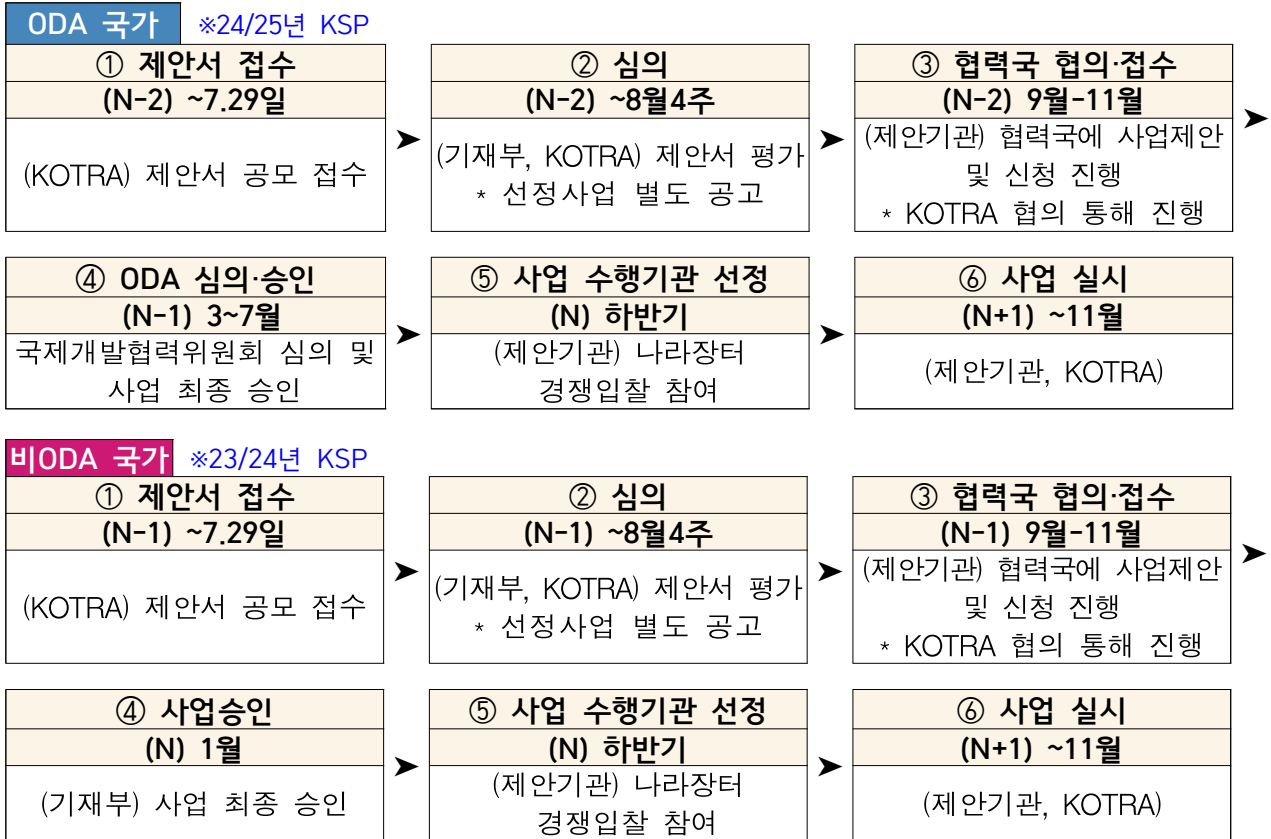 ODA 국가 ※24/25년 KSP
① 제안서 접수
(N-2) ~7.29일
(KOTRA) 제안서 공모 접수
➤
② 심의
(N-2) ~8월4주
(기재부, KOTRA) 제안서 평가
* 선정사업 별도 공고
➤
③ 협력국 협의·접수
(N-2) 9월-11월
(제안기관) 협력국에 사업제안
및 신청 진행
* KOTRA 협의 통해 진행
➤
④ ODA 심의·승인
(N-1) 3~7월
국제개발협력위원회 심의 및
사업 최종 승인
➤
⑤ 사업 수행기관 선정
(N) 하반기
(제안기관) 나라장터
경쟁입찰 참여
➤
⑥ 사업 실시
(N+1) ~11월
(제안기관, KOTRA)
비ODA 국가 ※23/24년 KSP
① 제안서 접수
(N-1) ~7.29일
(KOTRA) 제안서 공모 접수
➤
② 심의
(N-1) ~8월4주
(기재부, KOTRA) 제안서 평가
* 선정사업 별도 공고
➤
③ 협력국 협의·접수
(N-1) 9월-11월
(제안기관) 협력국에 사업제안
및 신청 진행
* KOTRA 협의 통해 진행
➤
④ 사업승인
(N) 1월
(기재부) 사업 최종 승인
➤
⑤ 사업 수행기관 선정
(N) 하반기
(제안기관) 나라장터
경쟁입찰 참여
➤
⑥ 사업 실시
(N+1) ~11월
(제안기관, KOTRA)